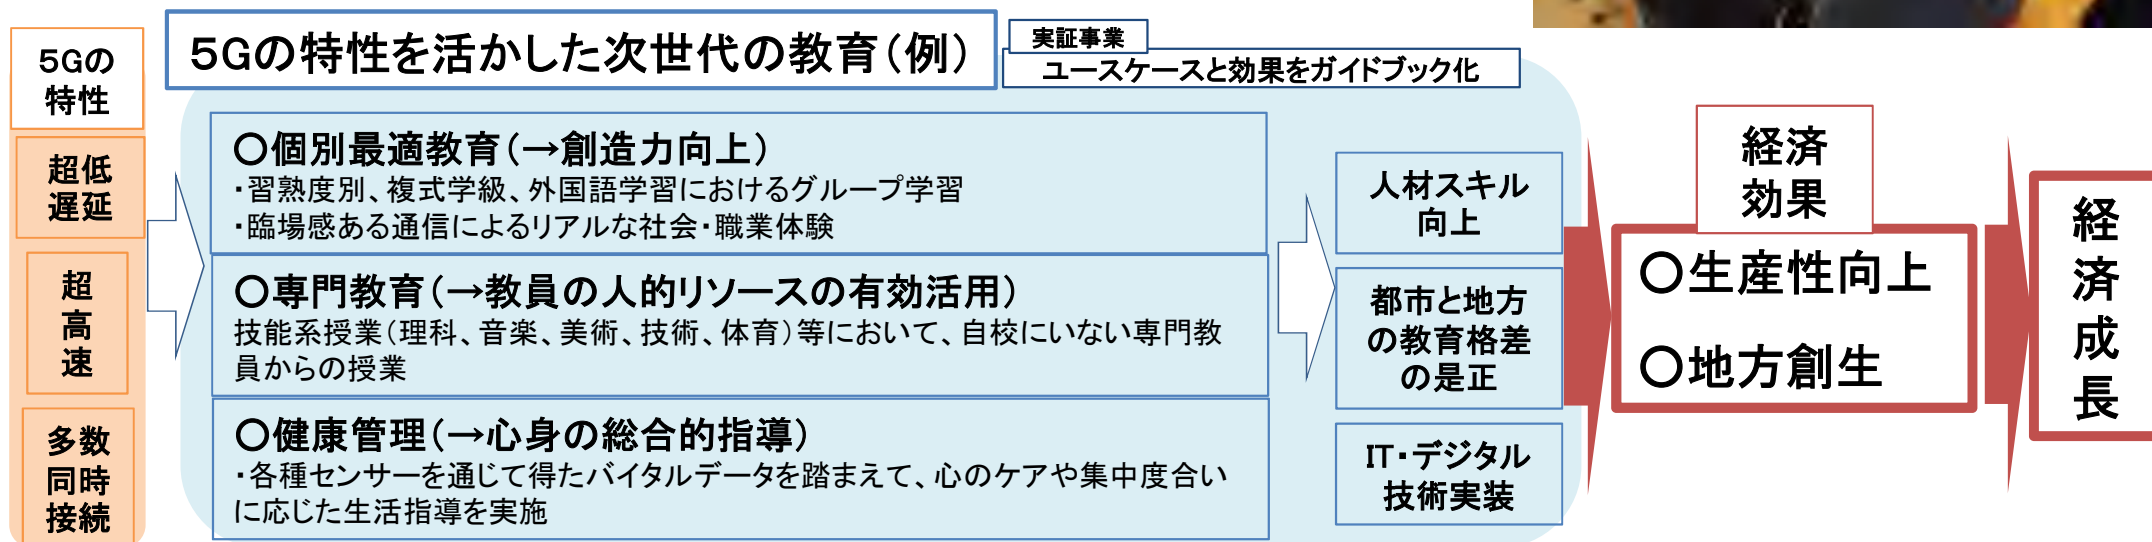 5Gの
特性
超低
遅延
超
高
速
多数
同時
接続
5Gの特性を活かした次世代の教育(例)
実証事業
ユースケースと効果をガイドブック化
○個別最適教育(→創造力向上)
・習熟度別、複式学級、外国語学習におけるグループ学習
・臨場感ある通信によるリアルな社会・職業体験
○専門教育(→教員の人的リソースの有効活用)
技能系授業(理科、音楽、美術、技術、体育)等において、自校にいない専門教
員からの授業
○健康管理(→心身の総合的指導)
・各種センサーを通じて得たバイタルデータを踏まえて、心のケアや集中度合い
に応じた生活指導を実施
人材スキル
向上
都市と地方
の教育格差
の是正
IT・デジタル
技術実装
経済
効果
○生産性向上
○地方創生
経
済
成
長